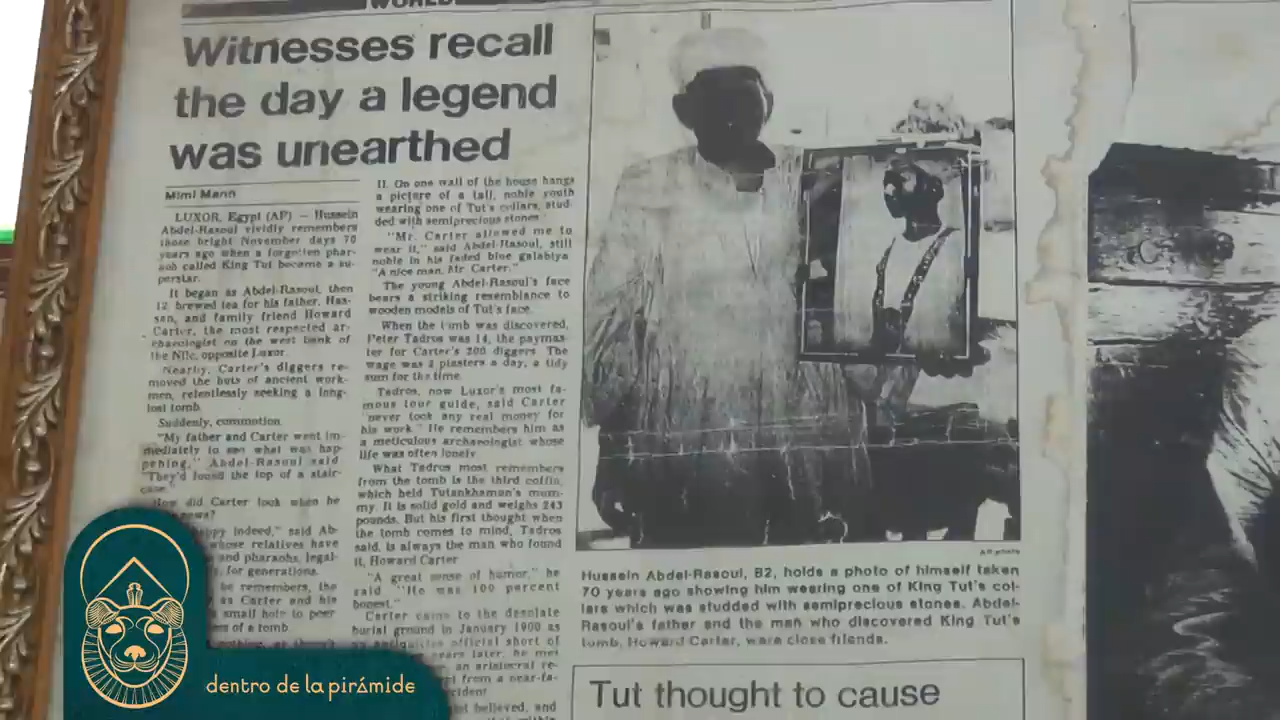 WORLD
Witnesses recall
the day a legend
was unearthed
Mimi Mann
LUXOR, Egypt (AP) — Hussein
Abdel-Rasoul vividly remembers
those bright November days 70
years ago when a forgotten phar-
aoh called King Tut became a su-
perstar.
It began as Abdel-Rasoul, then
12 brewed tea for his father, Has-
san, and family friend Howard
Carter, the most respected ar-
chaeologist on the west bank of
the Nile, opposite Luxor.
Nearby, Carter's diggers re-
moved the huts of ancient work-
men, relentlessly seeking a long-
lost tomb.
Suddenly, commotion.
"My father and Carter went im-
mediately to see what was hap-
pening," Abdel-Rasoul said.
"They'd found the top of a stair-
case."
How did Carter look when he
news?
indeed," said Ab-
whose relatives have
and pharaohs, legal-
, for generations.
he remembers, the
as Carter and his
small hole to peer
of a tomb.
II. On one wall of the house hangs
a picture of a tall, noble youth
wearing one of Tut's collars, stud-
ded with semiprecious stones.
"Mr. Carter allowed me to
wear it," said Abdel-Rasoul, still
noble in his faded blue galabiya.
"A nice man, Mr. Carter."
The young Abdel-Rasoul's face
bears a striking resemblance to
wooden models of Tut's face.
When the tomb was discovered,
Peter Tadros was 14, the paymas-
ter for Carter's 200 diggers. The
wage was 2 piasters a day, a tidy
sum for the time.
Tadros, now Luxor's most fa-
mous tour guide, said Carter
"never took any real money for
his work." He remembers him as
a meticulous archaeologist whose
life was often lonely.
What Tadros most remembers
from the tomb is the third coffin,
which held Tutankhamun's mum-
my. It is solid gold and weighs 243
pounds. But his first thought when
the tomb comes to mind, Tadros
said, is always the man who found
it, Howard Carter.
"A great sense of humor," he
said. "He was 100 percent
honest."
Carter came to the desolate
burial ground in January 1900 as
an antiquities official short of
years later, he met
, an aristocrat re-
from a near-fa-
believed, and
AP photo
Hussein Abdel-Rasoul, 82, holds a photo of himself taken
70 years ago showing him wearing one of King Tut's col-
lars which was studded with semiprecious stones. Abdel-
Rasoul's father and the man who discovered King Tut's
tomb, Howard Carter, were close friends.
Tut thought to cause
dentro de la pirámide